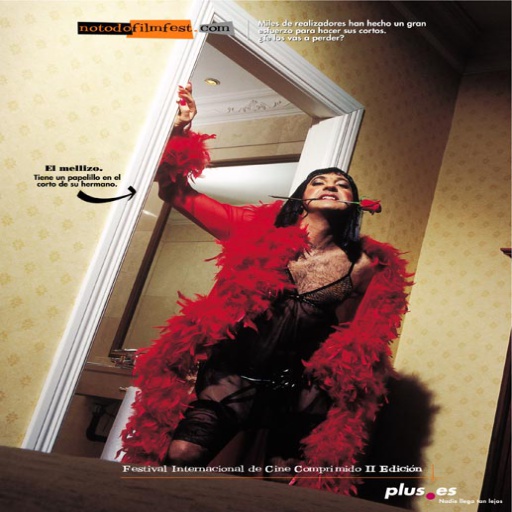 notodofilmfest.com
Miles de realizadores han hecho un gran
esfuerzo para hacer sus cortos.
¿Te los vas a perder?
El mellizo.
Tiene un papelillo en el
corto de su hermano.
Festival Internacional de Cine Comprimido II Edición
plus.es
Nadie llega tan lejos